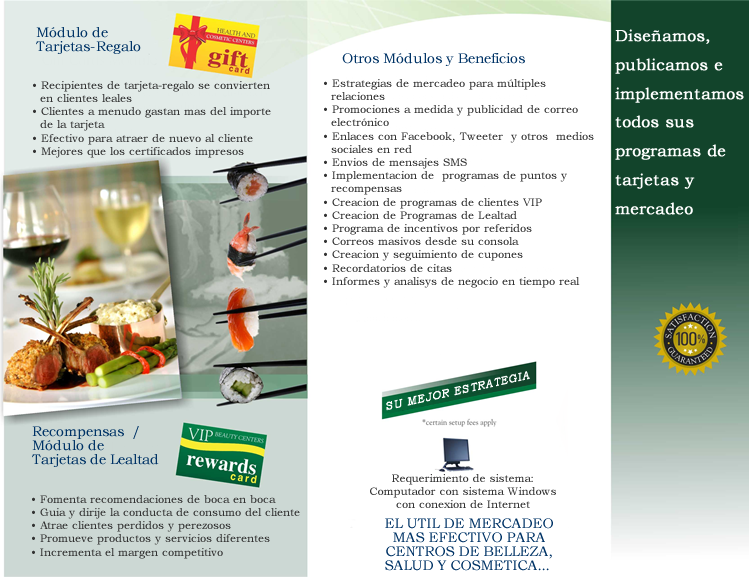 Módulo de
Tarjetas-Regalo
HEALTH AND
COSMETIC CENTERS
gift
card
• Recipientes de tarjeta-regalo se convierten
en clientes leales
• Clientes a menudo gastan mas del importe
de la tarjeta
• Efectivo para atraer de nuevo al cliente
• Mejores que los certificados impresos
Recompensas /
Módulo de
Tarjetas de Lealtad
VIP BEAUTY CENTERS
rewards
card
• Fomenta recomendaciones de boca en boca
• Guia y dirije la conducta de consumo del cliente
• Atrae clientes perdidos y perezosos
• Promueve productos y servicios diferentes
• Incrementa el margen competitivo
Otros Módulos y Beneficios
• Estrategias de mercadeo para múltiples
relaciones
• Promociones a medida y publicidad de correo
electrónico
• Enlaces con Facebook, Tweeter y otros medios
sociales en red
• Envios de mensajes SMS
• Implementacion de programas de puntos y
recompensas
• Creacion de programas de clientes VIP
• Creacion de Programas de Lealtad
• Programa de incentivos por referidos
• Correos masivos desde su consola
• Creacion y seguimiento de cupones
• Recordatorios de citas
• Informes y analisys de negocio en tiempo real
SU MEJOR ESTRATEGIA
*certain setup fees apply
Requerimiento de sistema:
Computador con sistema Windows
con conexion de Internet
EL UTIL DE MERCADEO
MAS EFECTIVO PARA
CENTROS DE BELLEZA,
SALUD Y COSMETICA...
Diseñamos,
publicamos e
implementamos
todos sus
programas de
tarjetas y
mercadeo
SATISFACTION
100%
GUARANTEED